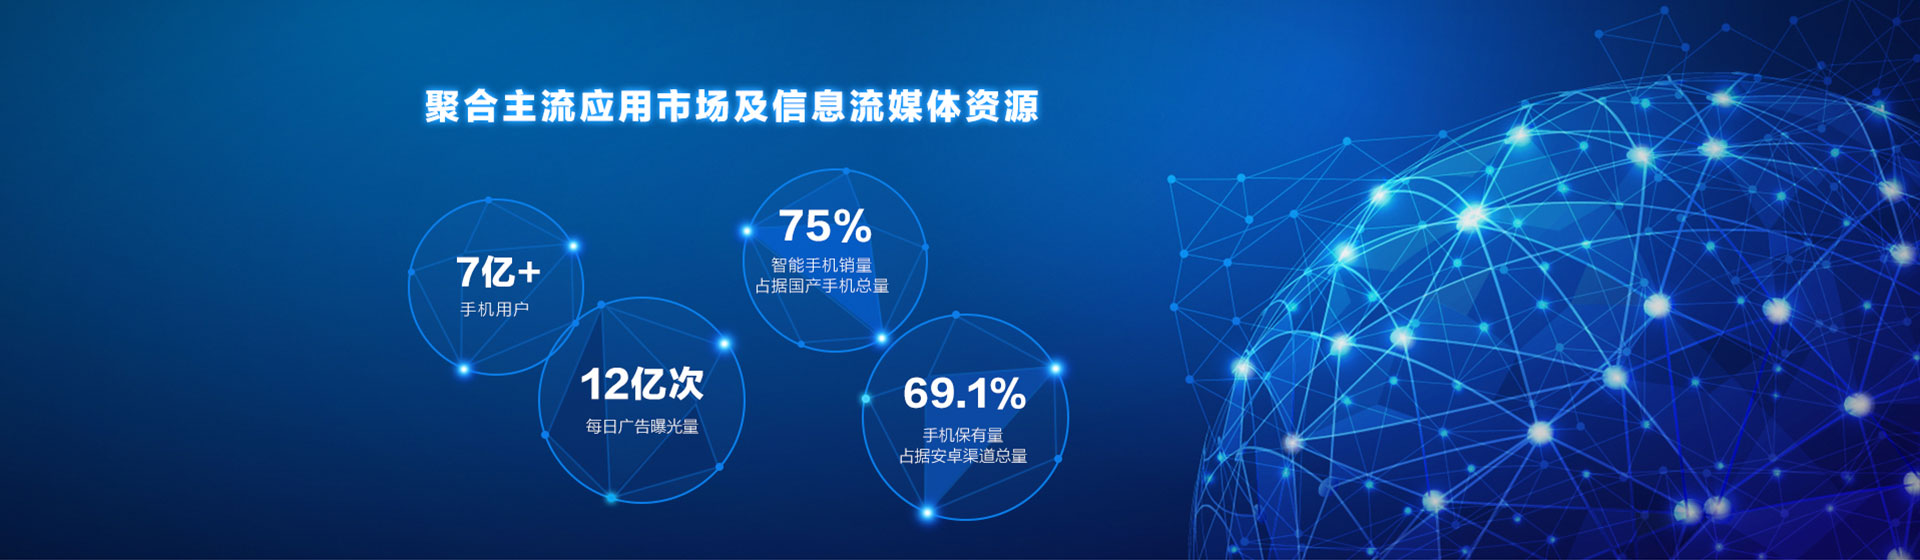 聚合主流应用市场及信息流媒体资源
7亿+
手机用户
12亿次
每日广告曝光量
75%
智能手机销量
占据国产手机总量
69.1%
手机保有量
占据安卓渠道总量